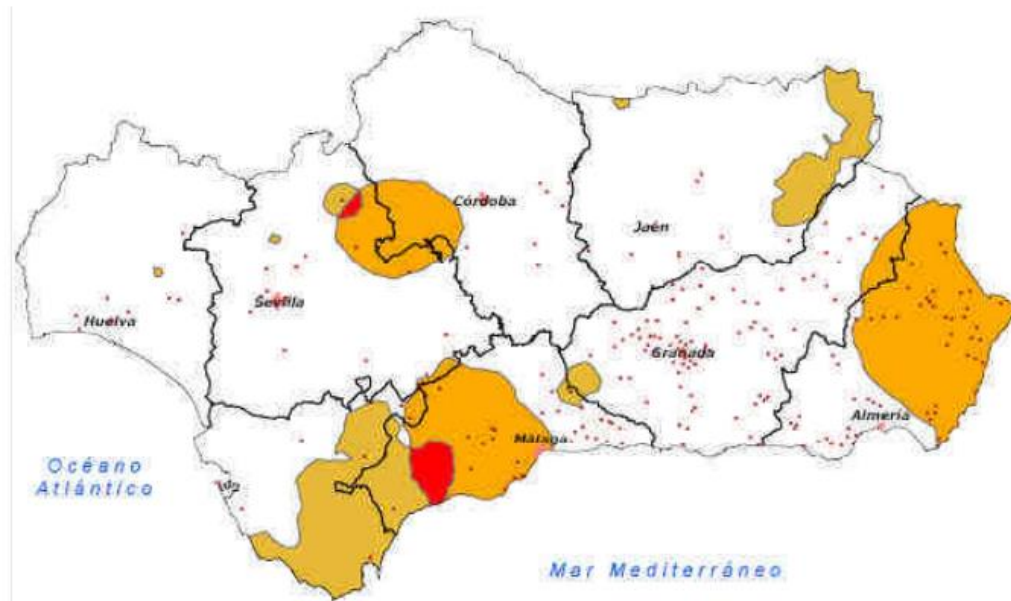 Córdoba
Jaén
Sevilla
Huelva
Granada
Almería
Málaga
Océano
Atlántico
Mar Mediterráneo